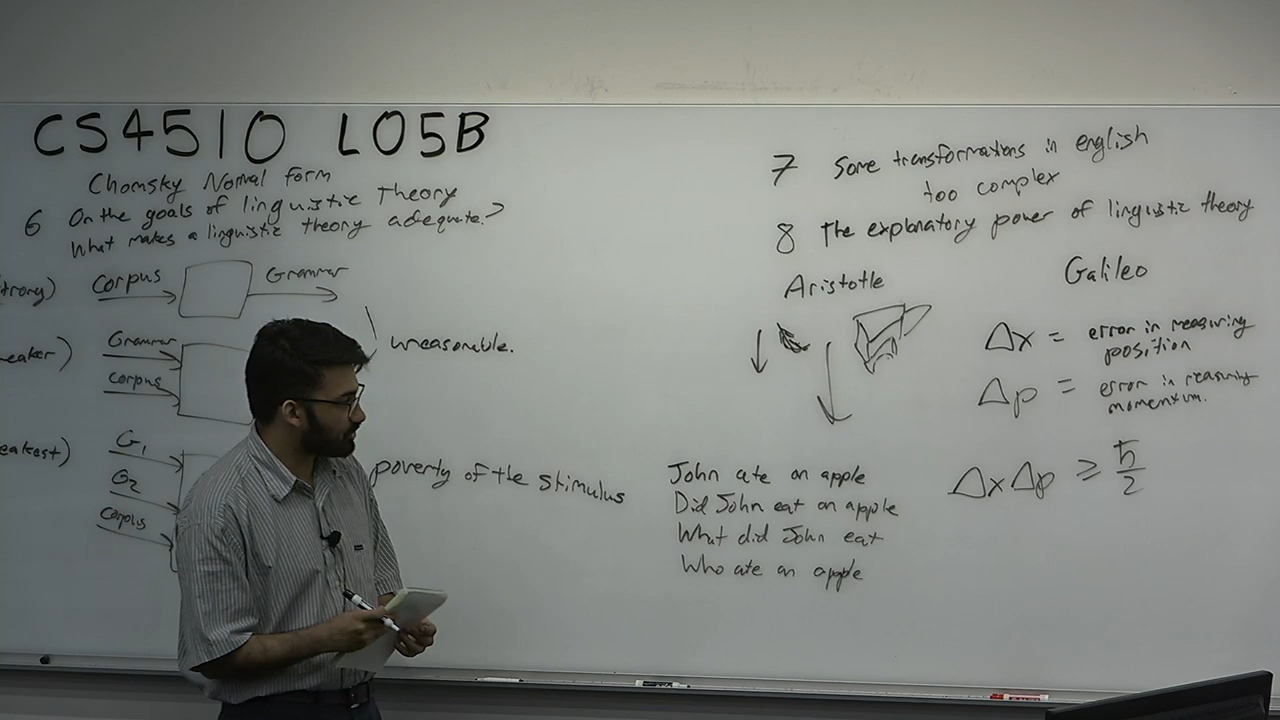 CS4510 L05B
Chomsky Normal form
6 On the goals of linguistic Theory
What makes a linguistic theory adequate?
trong)
Corpus
Grammar
eaker)
Grammar
corpus
unreasonable.
eakest)
G1
G2
corpus
poverty of the stimulus
John ate an apple
Did John eat an apple
What did John eat
Who ate an apple
7 Some transformations in english
too complex
8 The explanatory power of linguistic theory
Aristotle
Galileo
Δx = error in measuring
position
Δp = error in measuring
momentum.
ΔxΔp ≥ ℏ/2